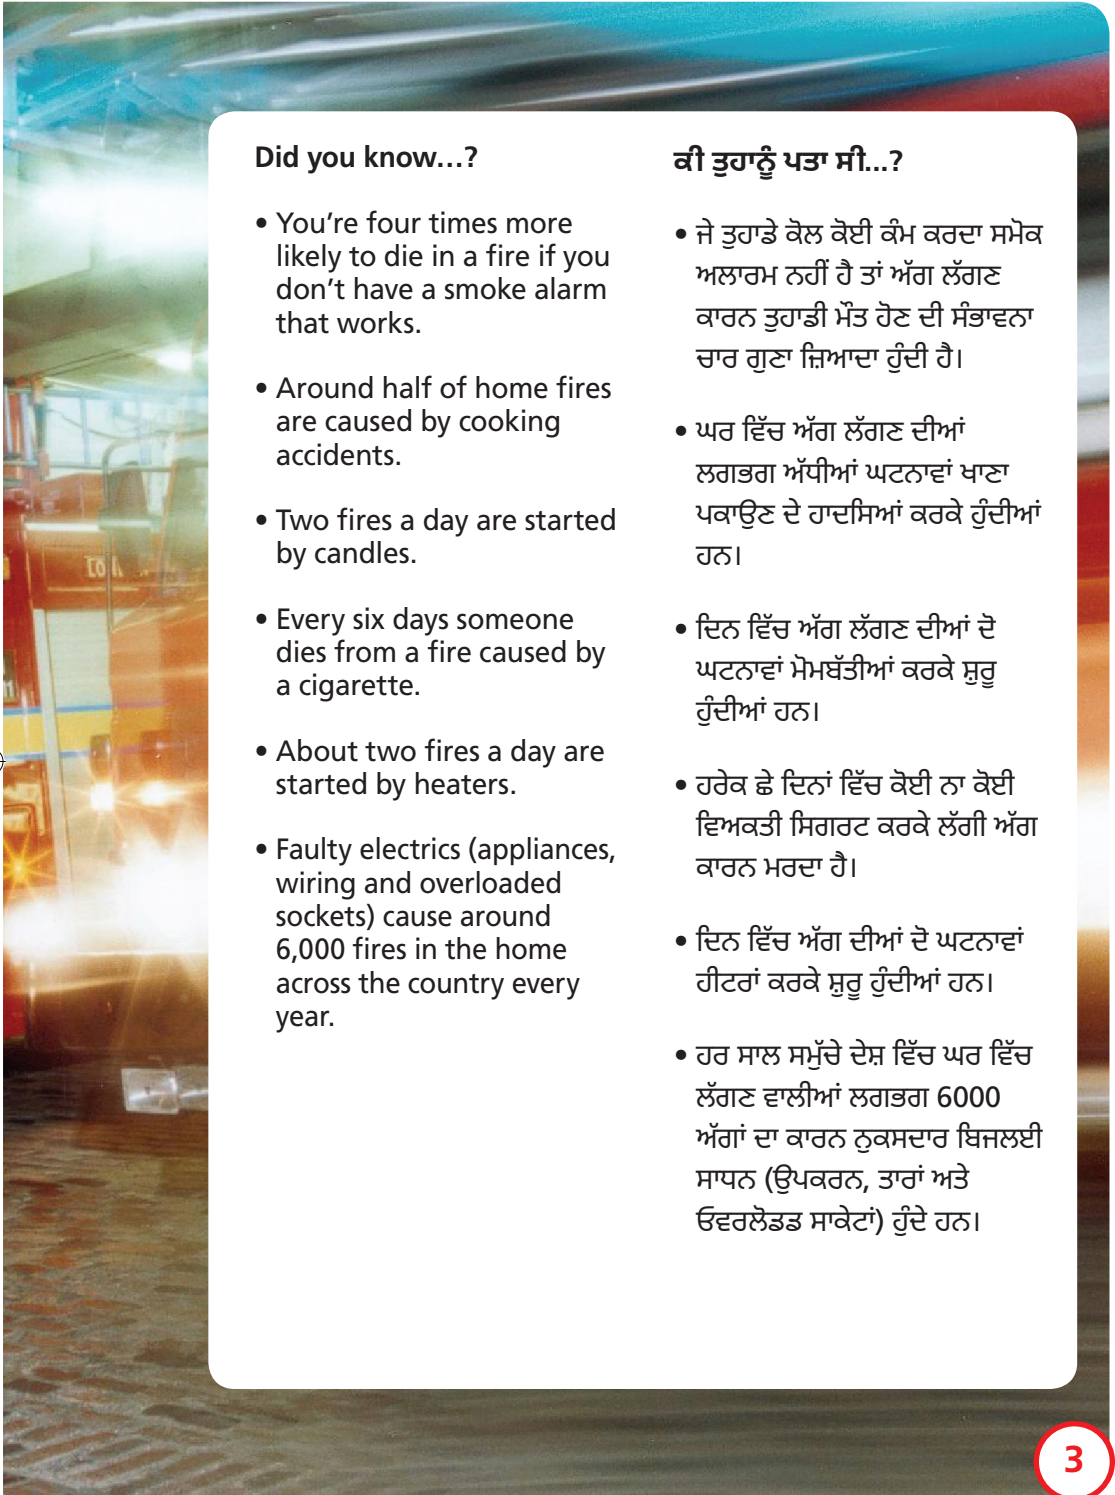 Did you know...?
• You're four times more
likely to die in a fire if you
don't have a smoke alarm
that works.
• Around half of home fires
are caused by cooking
accidents.
• Two fires a day are started
by candles.
• Every six days someone
dies from a fire caused by
a cigarette.
• About two fires a day are
started by heaters.
• Faulty electrics (appliances,
wiring and overloaded
sockets) cause around
6,000 fires in the home
across the country every
year.
ਕੀ ਤੁਹਾਨੂੰ ਪਤਾ ਸੀ...?
• ਜੇ ਤੁਹਾਡੇ ਕੋਲ ਕੋਈ ਕੰਮ ਕਰਦਾ ਸਮੋਕ
ਅਲਾਰਮ ਨਹੀਂ ਹੈ ਤਾਂ ਅੱਗ ਲੱਗਣ
ਕਾਰਨ ਤੁਹਾਡੀ ਮੌਤ ਹੋਣ ਦੀ ਸੰਭਾਵਨਾ
ਚਾਰ ਗੁਣਾ ਜ਼ਿਆਦਾ ਹੁੰਦੀ ਹੈ।
• ਘਰ ਵਿੱਚ ਅੱਗ ਲੱਗਣ ਦੀਆਂ
ਲਗਭਗ ਅੱਧੀਆਂ ਘਟਨਾਵਾਂ ਖਾਣਾ
ਪਕਾਉਣ ਦੇ ਹਾਦਸਿਆਂ ਕਰਕੇ ਹੁੰਦੀਆਂ
ਹਨ।
• ਦਿਨ ਵਿੱਚ ਅੱਗ ਲੱਗਣ ਦੀਆਂ ਦੋ
ਘਟਨਾਵਾਂ ਮੋਮਬੱਤੀਆਂ ਕਰਕੇ ਸ਼ੁਰੂ
ਹੁੰਦੀਆਂ ਹਨ।
• ਹਰੇਕ ਛੇ ਦਿਨਾਂ ਵਿੱਚ ਕੋਈ ਨਾ ਕੋਈ
ਵਿਅਕਤੀ ਸਿਗਰਟ ਕਰਕੇ ਲੱਗੀ ਅੱਗ
ਕਾਰਨ ਮਰਦਾ ਹੈ।
• ਦਿਨ ਵਿੱਚ ਅੱਗ ਦੀਆਂ ਦੋ ਘਟਨਾਵਾਂ
ਹੀਟਰਾਂ ਕਰਕੇ ਸ਼ੁਰੂ ਹੁੰਦੀਆਂ ਹਨ।
• ਹਰ ਸਾਲ ਸਮੁੱਚੇ ਦੇਸ਼ ਵਿੱਚ ਘਰ ਵਿੱਚ
ਲੱਗਣ ਵਾਲੀਆਂ ਲਗਭਗ 6000
ਅੱਗਾਂ ਦਾ ਕਾਰਨ ਨੁਕਸਦਾਰ ਬਿਜਲਈ
ਸਾਧਨ (ਉਪਕਰਨ, ਤਾਰਾਂ ਅਤੇ
ਓਵਰਲੋਡਡ ਸਾਕੇਟਾਂ) ਹੁੰਦੇ ਹਨ।
3